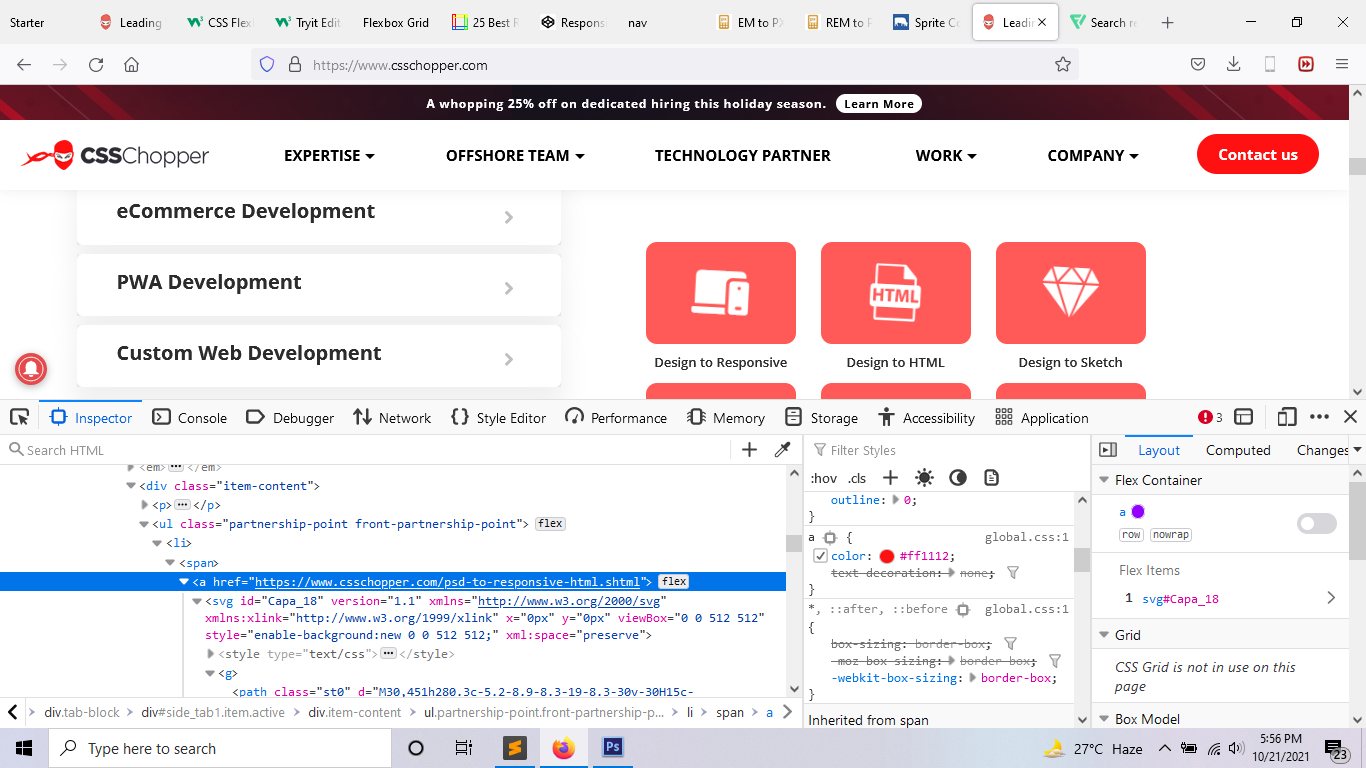 Starter
Leading
CSS Flex
Tryit Edit
Flexbox Grid
25 Best R
Respons
nav
EM to PX
REM to P
Sprite Co
Leadin
Search re
https://www.csschopper.com
A whopping 25% off on dedicated hiring this holiday season. Learn More
CSSChopper
EXPERTISE
OFFSHORE TEAM
TECHNOLOGY PARTNER
WORK
COMPANY
Contact us
eCommerce Development
PWA Development
Custom Web Development
HTML
Design to Responsive
Design to HTML
Design to Sketch
Inspector
Console
Debugger
Network
Style Editor
Performance
Memory
Storage
Accessibility
Application
3
Search HTML
<em>···</em>
<div class="item-content">
<p>···</p>
<ul class="partnership-point front-partnership-point"> flex
<li>
<span>
<a href="https://www.csschopper.com/psd-to-responsive-html.shtml"> flex
<svg id="Capa_18" version="1.1" xmlns="http://www.w3.org/2000/svg"
xmlns:xlink="http://www.w3.org/1999/xlink" x="0px" y="0px" viewBox="0 0 512 512"
style="enable-background:new 0 0 512 512;" xml:space="preserve">
<style type="text/css">···</style>
<g>
<path class="st0" d="M30,451h280.3c-5.2-8.9-8.3-19-8.3-30v-30H15c-
div.tab-block
div#side_tab1.item.active
div.item-content
ul.partnership-point.front-partnership-p...
li
span
a
Filter Styles
:hov .cls
outline: 0;
}
a {
global.css:1
color: #ff1112;
text-decoration: none;
}
*, ::after, ::before
global.css:1
{
box-sizing: border-box;
-moz-box-sizing: border-box;
-webkit-box-sizing: border-box;
}
Inherited from span
Layout
Computed
Changes
Flex Container
a
row nowrap
Flex Items
1 svg#Capa_18
Grid
CSS Grid is not in use on this
page
Box Model
Type here to search
Ps
27°C Haze
5:56 PM
10/21/2021
23